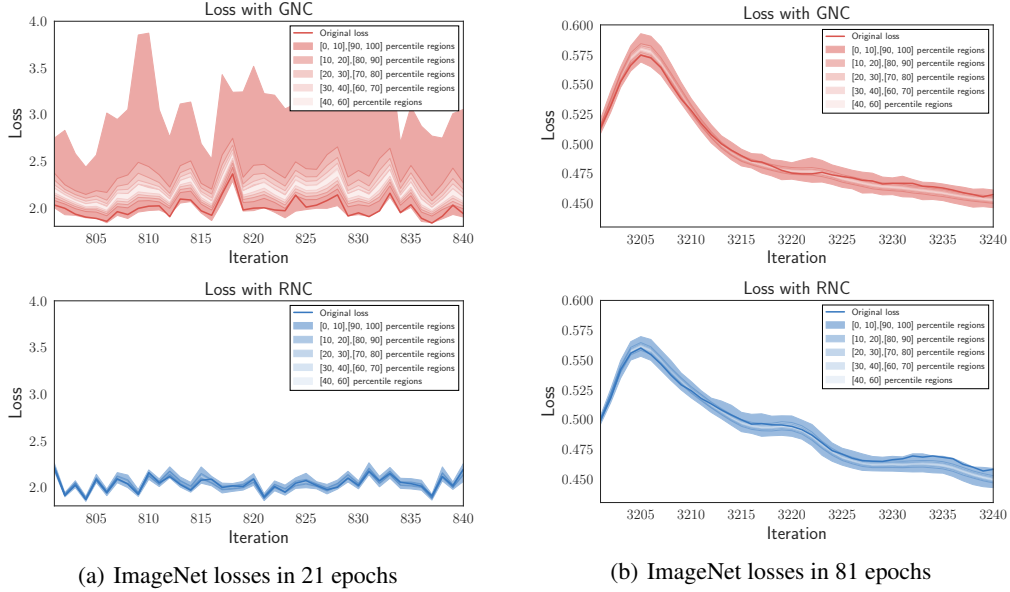 Loss with GNC
4.0
3.5
3.0
2.5
2.0
Loss
Original loss
[0, 10],[90, 100] percentile regions
[10, 20],[80, 90] percentile regions
[20, 30],[70, 80] percentile regions
[30, 40],[60, 70] percentile regions
[40, 60] percentile regions
805 810 815 820 825 830 835 840
Iteration
Loss with RNC
4.0
3.5
3.0
2.5
2.0
Loss
Original loss
[0, 10],[90, 100] percentile regions
[10, 20],[80, 90] percentile regions
[20, 30],[70, 80] percentile regions
[30, 40],[60, 70] percentile regions
[40, 60] percentile regions
805 810 815 820 825 830 835 840
Iteration
(a) ImageNet losses in 21 epochs
Loss with GNC
0.600
0.575
0.550
0.525
0.500
0.475
0.450
Loss
Original loss
[0, 10],[90, 100] percentile regions
[10, 20],[80, 90] percentile regions
[20, 30],[70, 80] percentile regions
[30, 40],[60, 70] percentile regions
[40, 60] percentile regions
3205 3210 3215 3220 3225 3230 3235 3240
Iteration
Loss with RNC
0.600
0.575
0.550
0.525
0.500
0.475
0.450
Loss
Original loss
[0, 10],[90, 100] percentile regions
[10, 20],[80, 90] percentile regions
[20, 30],[70, 80] percentile regions
[30, 40],[60, 70] percentile regions
[40, 60] percentile regions
3205 3210 3215 3220 3225 3230 3235 3240
Iteration
(b) ImageNet losses in 81 epochs